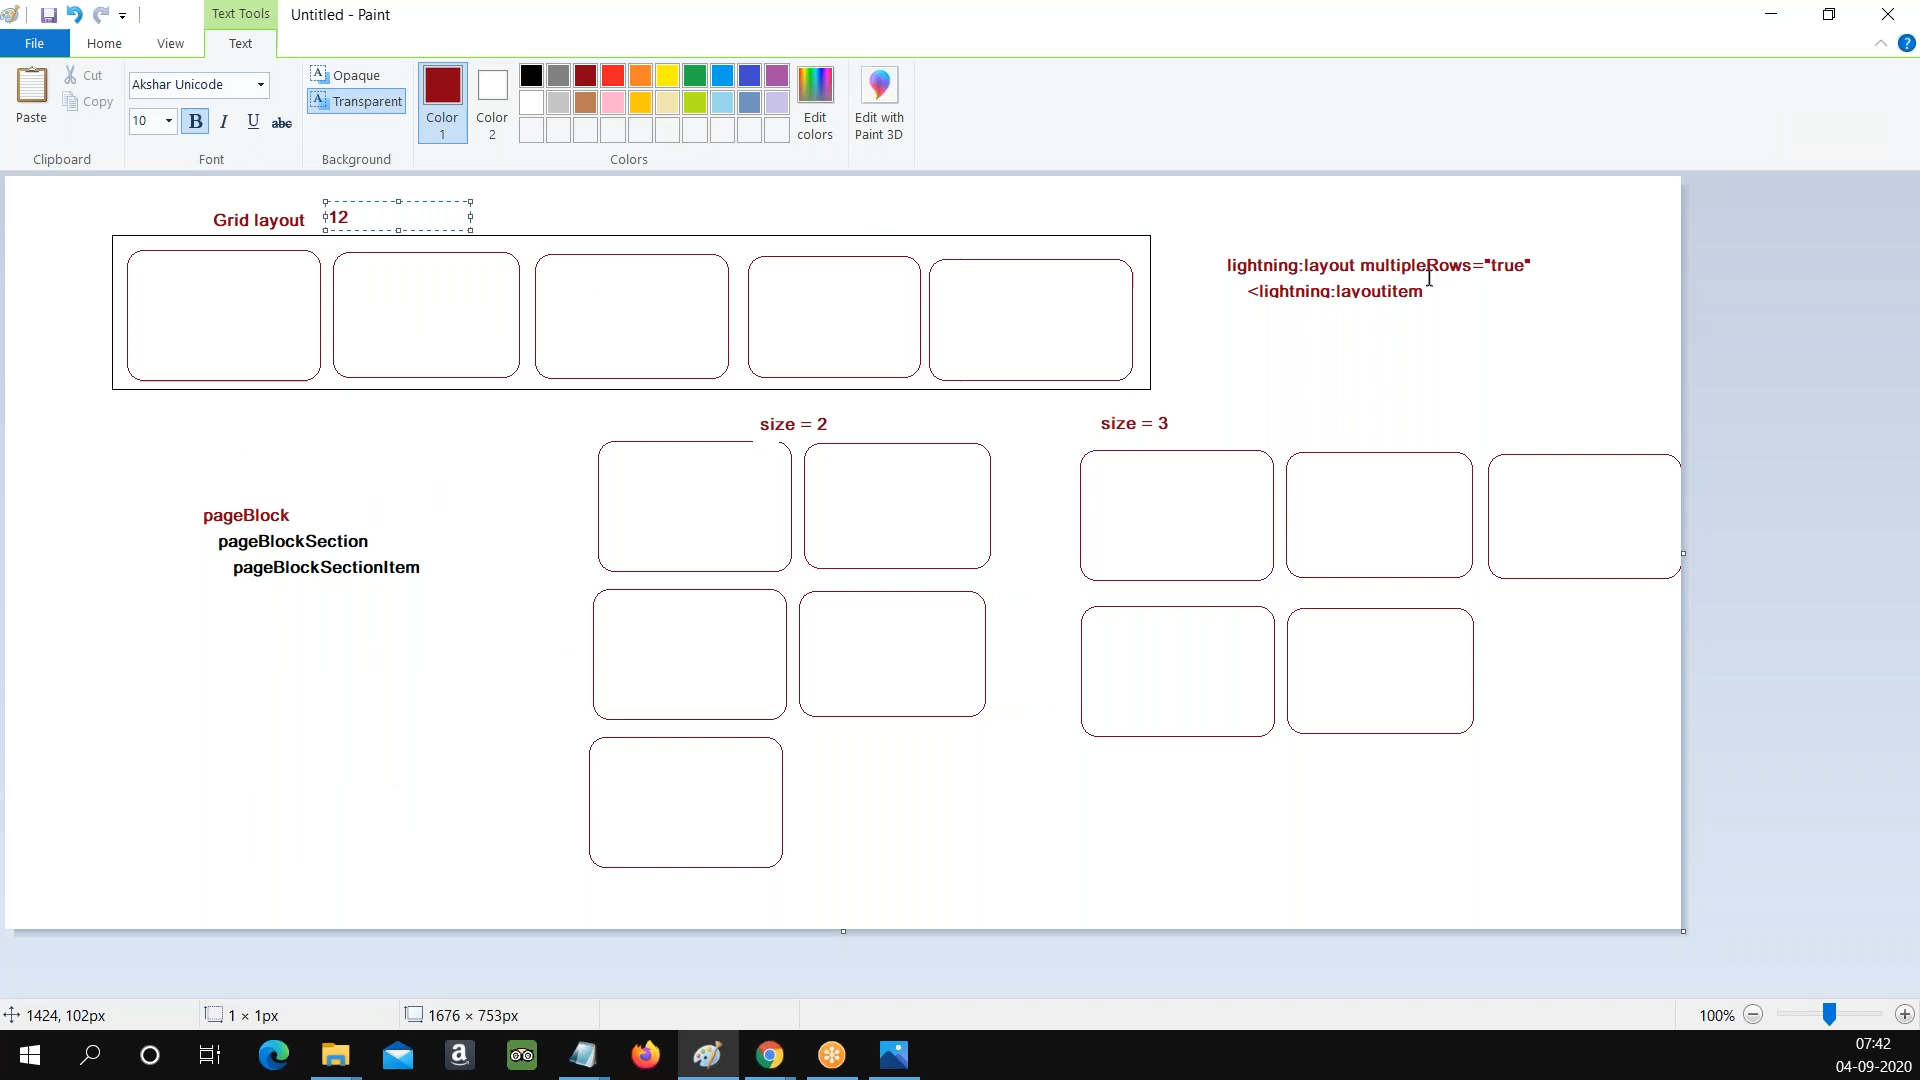 Text Tools
Untitled - Paint
File
Home
View
Text
Paste
Cut
Copy
Clipboard
Akshar Unicode
10
B I U abc
Font
Opaque
Transparent
Background
Color 1
Color 2
Edit colors
Colors
Edit with Paint 3D
Grid layout
12
lightning:layout multipleRows="true"
<lightning:layoutitem
size = 2
size = 3
pageBlock
pageBlockSection
pageBlockSectionItem
1424, 102px
1 × 1px
1676 × 753px
100%
07:42
04-09-2020